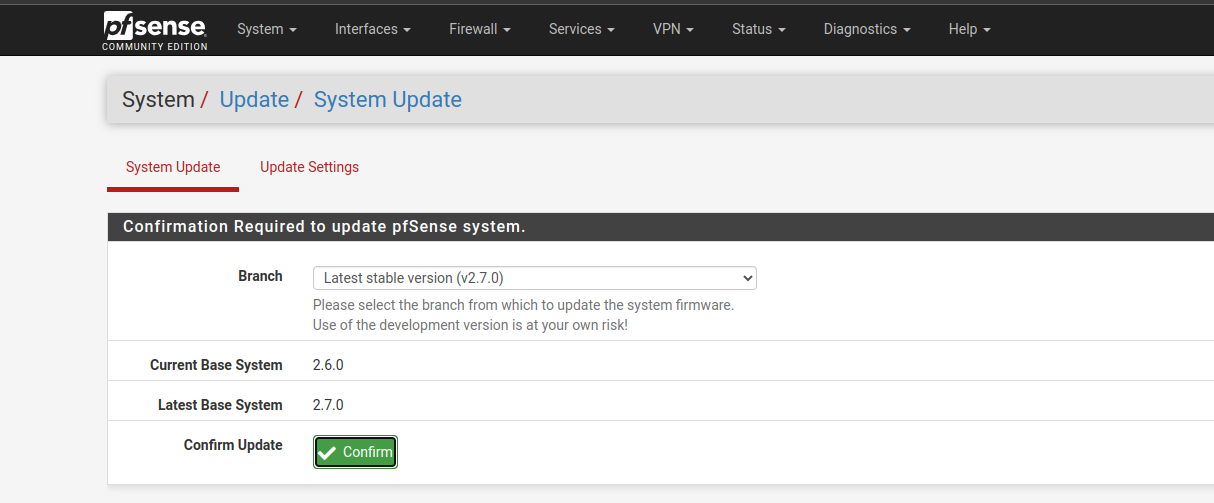 pfsense
COMMUNITY EDITION
System Interfaces Firewall Services VPN Status Diagnostics Help
System / Update / System Update
System Update Update Settings
Confirmation Required to update pfSense system.
Branch Latest stable version (v2.7.0)
Please select the branch from which to update the system firmware.
Use of the development version is at your own risk!
Current Base System 2.6.0
Latest Base System 2.7.0
Confirm Update Confirm